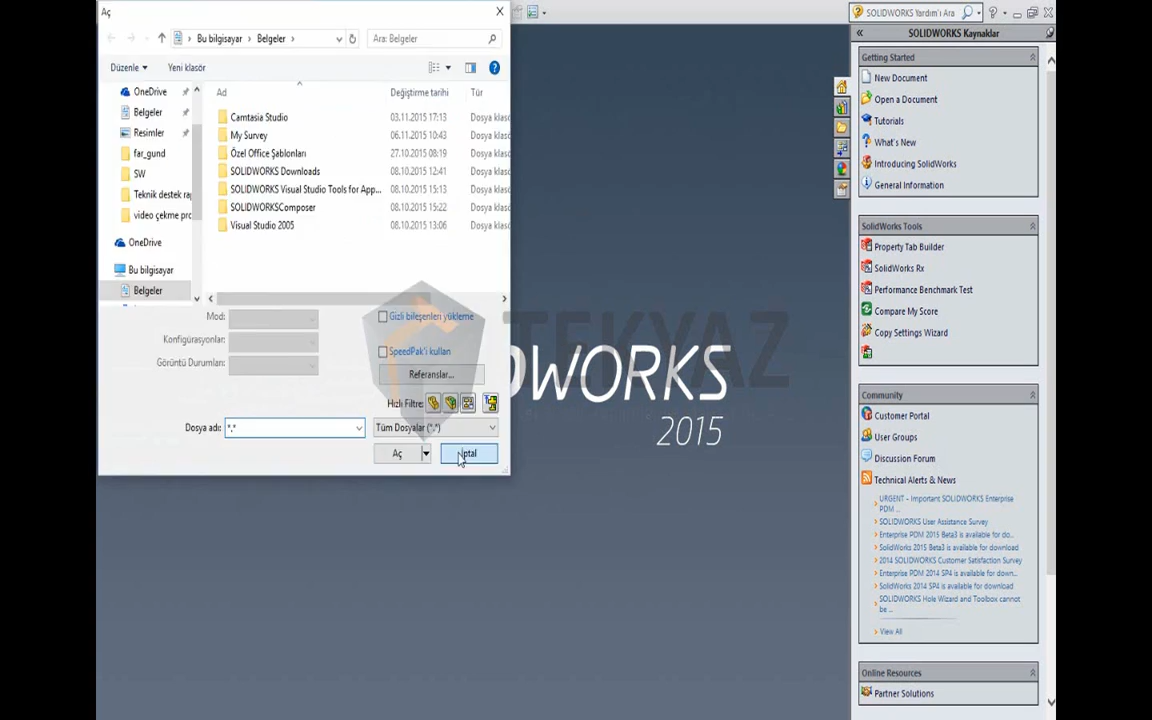 Aç
SOLIDWORKS Yardım'ı Ara
Bu bilgisayar
Belgeler
Ara: Belgeler
SOLIDWORKS Kaynaklar
Düzenle
Yeni klasör
Getting Started
New Document
Open a Document
Tutorials
What's New
Introducing SolidWorks
General Information
OneDrive
Belgeler
Resimler
far_gund
SW
Teknik destek ra
video çekme pro
OneDrive
Bu bilgisayar
Belgeler
Ad
Değiştirme tarihi
Tür
Camtasia Studio
03.11.2015 17:13
Dosya klasö
My Survey
06.11.2015 10:43
Dosya klasö
Özel Office Şablonları
27.10.2015 08:19
Dosya klasö
SOLIDWORKS Downloads
08.10.2015 12:41
Dosya klasö
SOLIDWORKS Visual Studio Tools for App...
08.10.2015 15:13
Dosya klasö
SOLIDWORKSComposer
08.10.2015 15:22
Dosya klasö
Visual Studio 2005
08.10.2015 13:06
Dosya klasö
Mod:
Konfigürasyonlar:
Görüntü Durumları:
Gizli bileşenleri yükleme
SpeedPak'i kullan
Referanslar...
Hızlı Filtre:
Dosya adı:
*.*
Tüm Dosyalar (*.*)
Aç
İptal
TEKYAZ
DWORKS
2015
SolidWorks Tools
Property Tab Builder
SolidWorks Rx
Performance Benchmark Test
Compare My Score
Copy Settings Wizard
Community
Customer Portal
User Groups
Discussion Forum
Technical Alerts & News
URGENT - Important SOLIDWORKS Enterprise
PDM ...
SOLIDWORKS User Assistance Survey
Enterprise PDM 2015 Beta3 is available for do...
SolidWorks 2015 Beta3 is available for download
2014 SOLIDWORKS Customer Satisfaction Survey
Enterprise PDM 2014 SP4 is available for down...
SolidWorks 2014 SP4 is available for download
SOLIDWORKS Hole Wizard and Toolbox cannot
be ...
View All
Online Resources
Partner Solutions